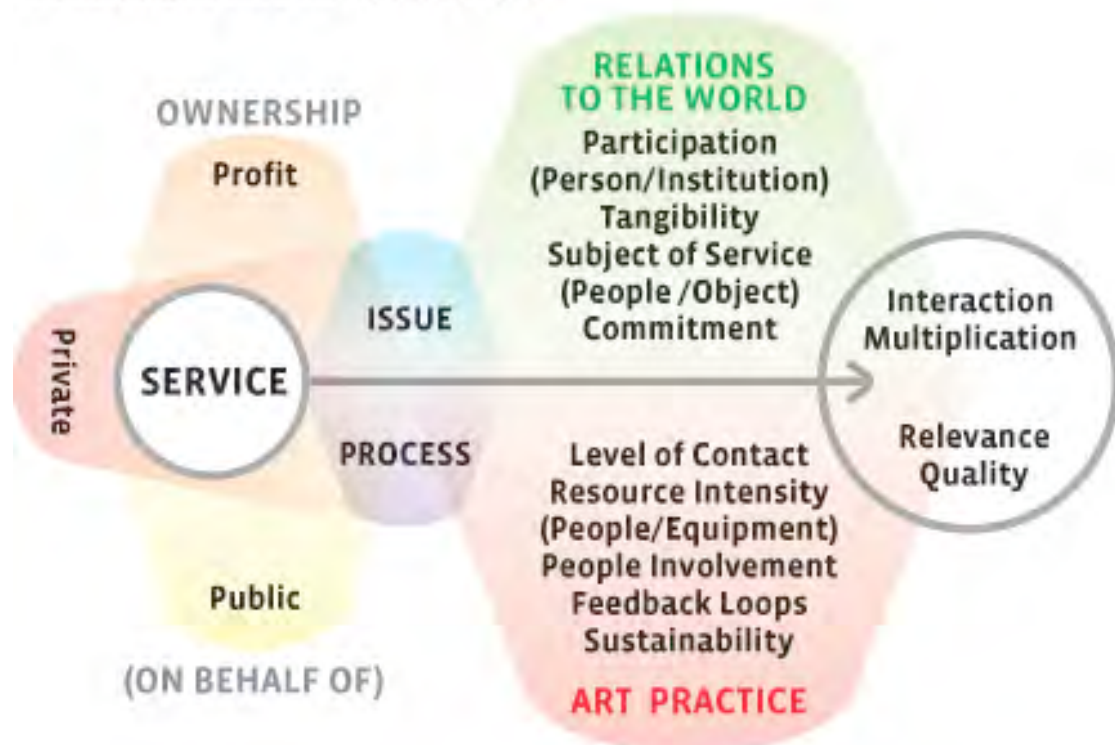 OWNERSHIP
Profit
Private
SERVICE
Public
(ON BEHALF OF)
ISSUE
PROCESS
RELATIONS
TO THE WORLD
Participation
(Person/Institution)
Tangibility
Subject of Service
(People /Object)
Commitment
Level of Contact
Resource Intensity
(People/Equipment)
People Involvement
Feedback Loops
Sustainability
ART PRACTICE
Interaction
Multiplication
Relevance
Quality